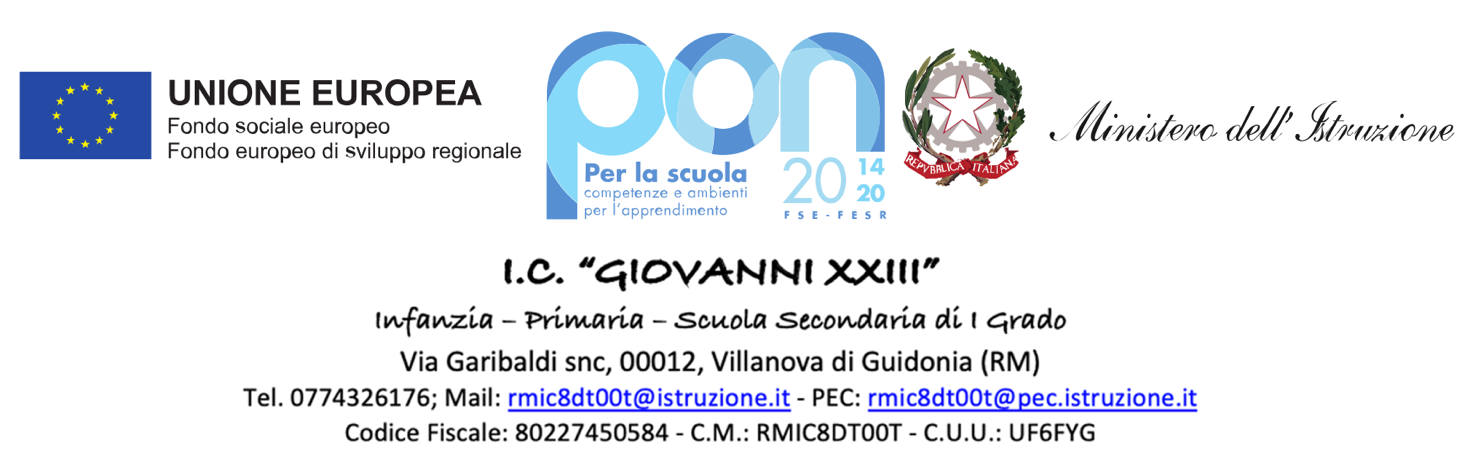 UNIONE EUROPEA
Fondo sociale europeo
Fondo europeo di sviluppo regionale
pon
Per la scuola
competenze e ambienti
per l'apprendimento
20 14
20
FSE-FESR
REPVBBLICA ITALIANA
Ministero dell' Istruzione
I.C. "GIOVANNI XXIII"
Infanzia – Primaria – Scuola Secondaria di I Grado
Via Garibaldi snc, 00012, Villanova di Guidonia (RM)
Tel. 0774326176; Mail: rmic8dt00t@istruzione.it - PEC: rmic8dt00t@pec.istruzione.it
Codice Fiscale: 80227450584 - C.M.: RMIC8DT00T - C.U.U.: UF6FYG